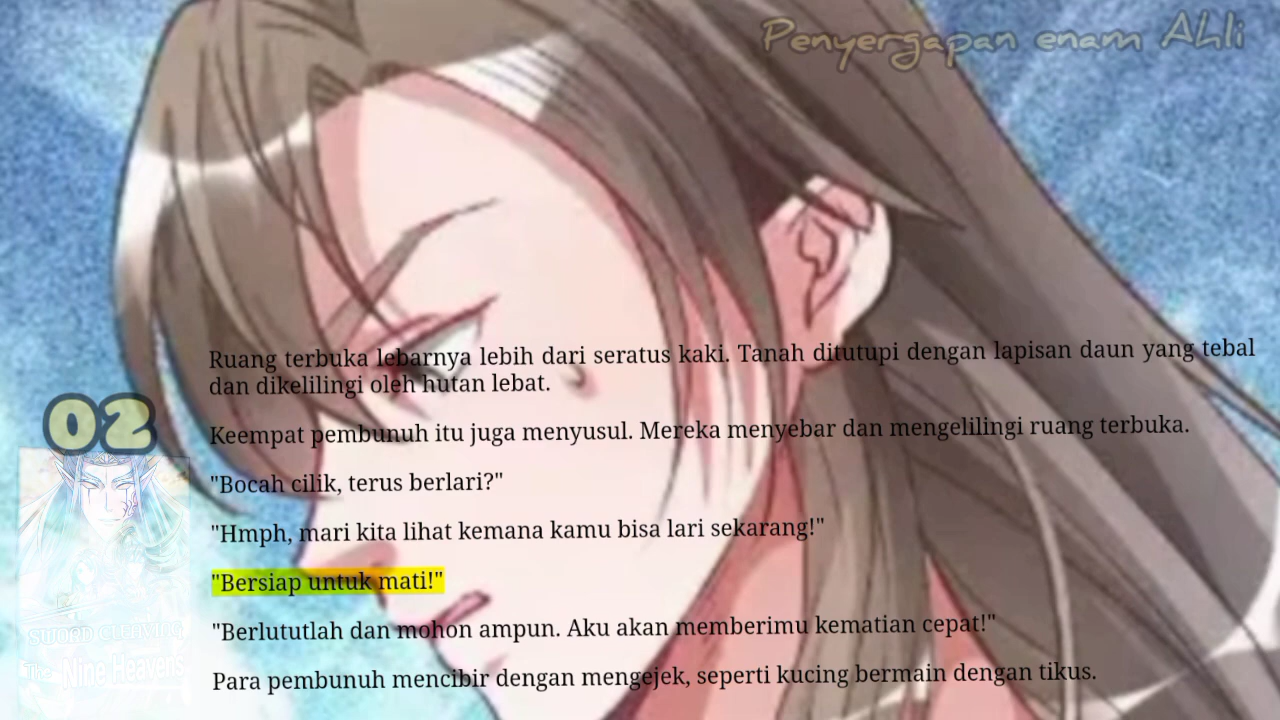 Penyergapan enam Ahli
Ruang terbuka lebarnya lebih dari seratus kaki. Tanah ditutupi dengan lapisan daun yang tebal
dan dikelilingi oleh hutan lebat.
Keempat pembunuh itu juga menyusul. Mereka menyebar dan mengelilingi ruang terbuka.
"Bocah cilik, terus berlari?"
"Hmph, mari kita lihat kemana kamu bisa lari sekarang!"
"Bersiap untuk mati!"
"Berlututlah dan mohon ampun. Aku akan memberimu kematian cepat!"
Para pembunuh mencibir dengan mengejek, seperti kucing bermain dengan tikus.
02
SWORD CLEAVING
The Nine Heavens